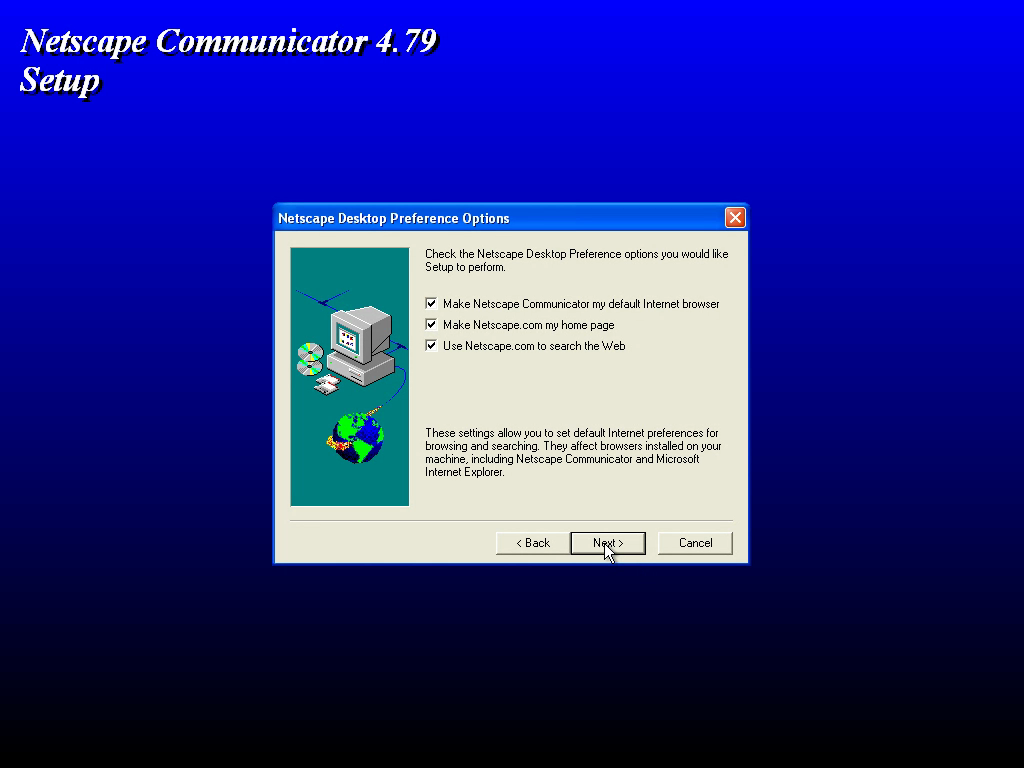 Netscape Communicator 4.79
Setup
Netscape Desktop Preference Options
Check the Netscape Desktop Preference options you would like
Setup to perform.
Make Netscape Communicator my default Internet browser
Make Netscape.com my home page
Use Netscape.com to search the Web
These settings allow you to set default Internet preferences for
browsing and searching. They affect browsers installed on your
machine, including Netscape Communicator and Microsoft
Internet Explorer.
< Back
Next >
Cancel